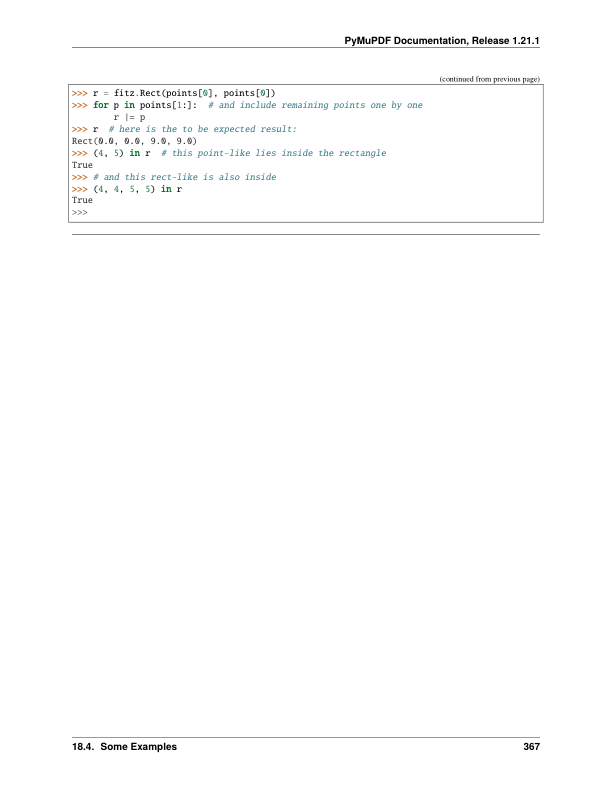 PyMuPDF Documentation, Release 1.21.1
(continued from previous page)
>>> r = fitz.Rect(points[0], points[0])
>>> for p in points[1:]:  # and include remaining points one by one
        r |= p
>>> r  # here is the to be expected result:
Rect(0.0, 0.0, 9.0, 9.0)
>>> (4, 5) in r  # this point-like lies inside the rectangle
True
>>> # and this rect-like is also inside
>>> (4, 4, 5, 5) in r
True
>>>
18.4. Some Examples 367